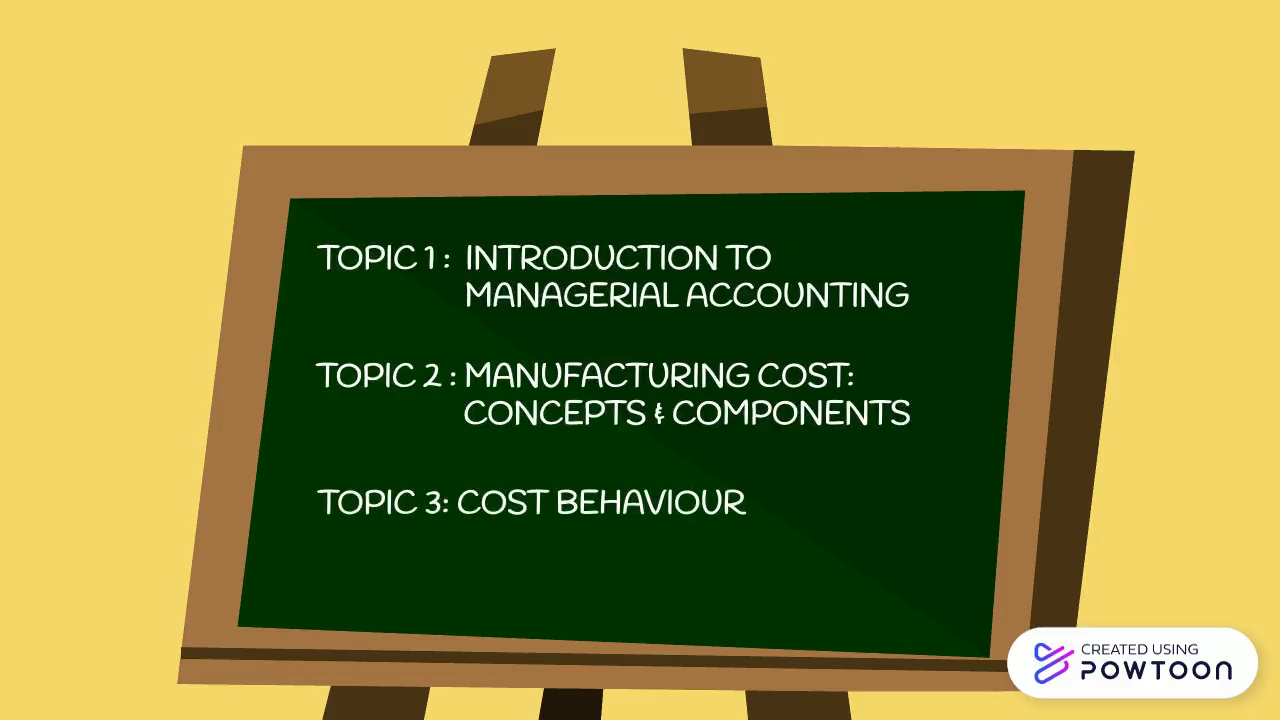 TOPIC 1 : INTRODUCTION TO
MANAGERIAL ACCOUNTING
TOPIC 2 : MANUFACTURING COST:
CONCEPTS & COMPONENTS
TOPIC 3: COST BEHAVIOUR
CREATED USING
POWTOON